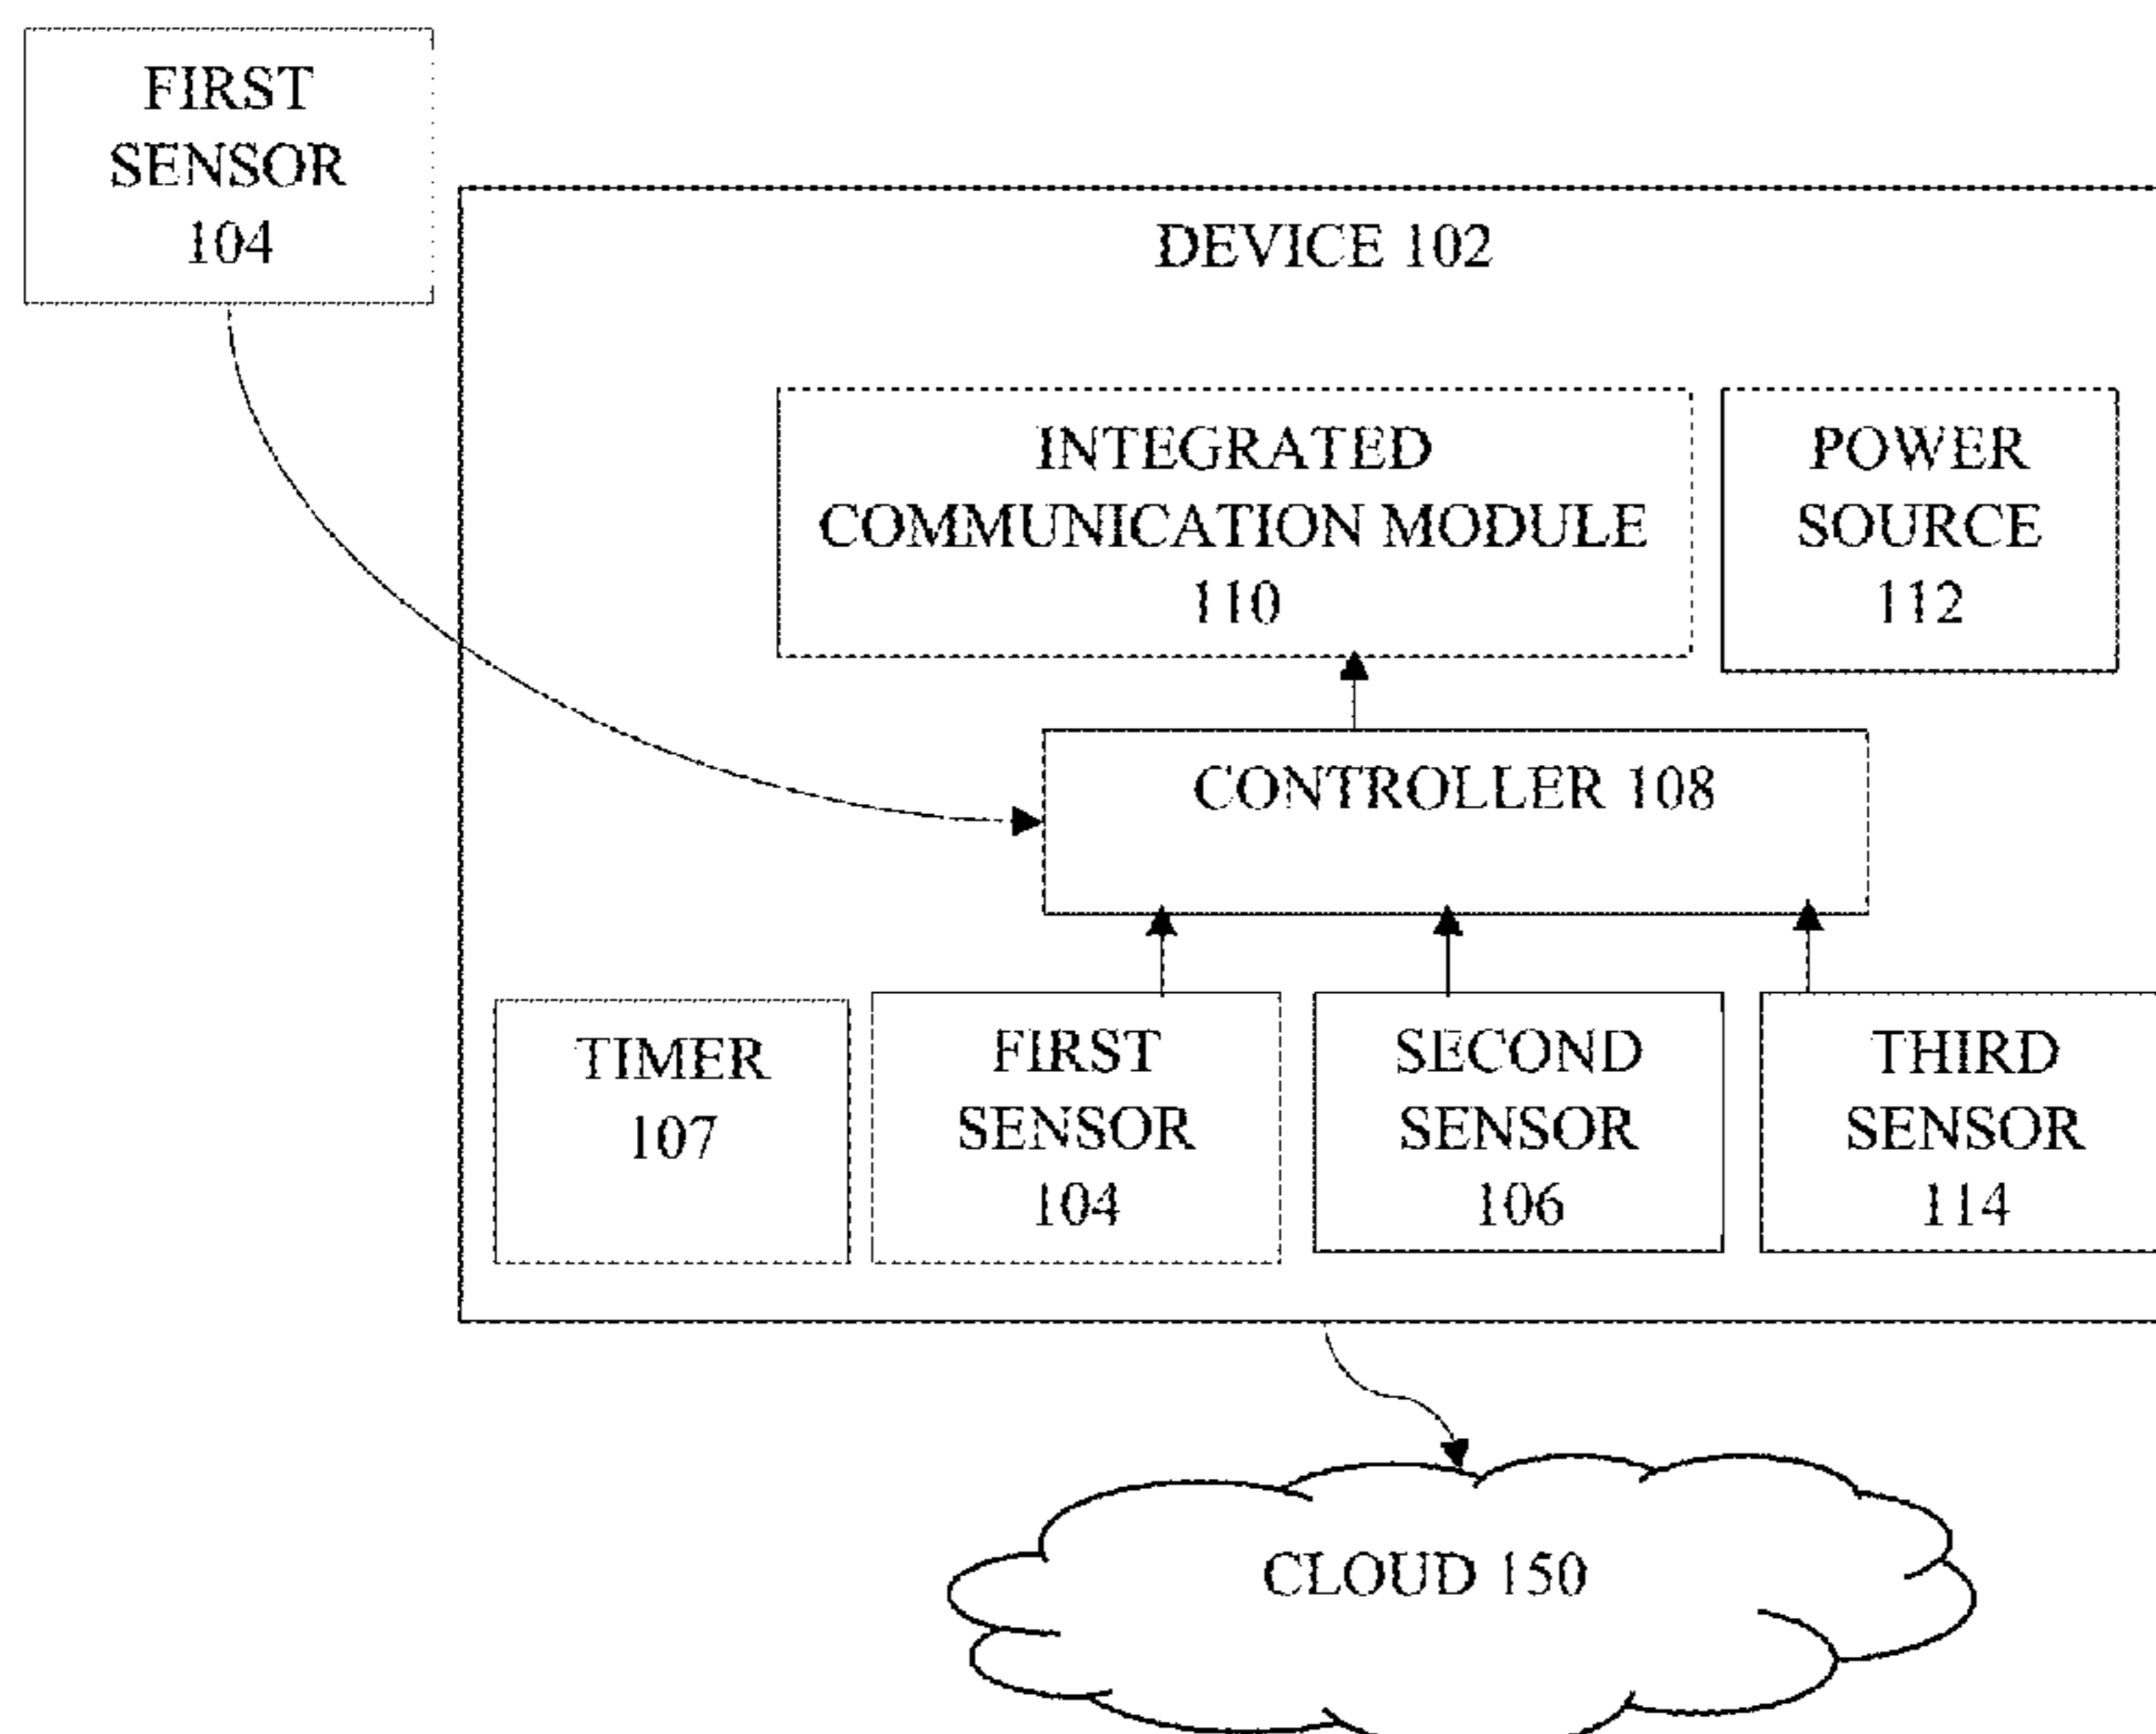 FIRST
SENSOR
104
DEVICE 102
INTEGRATED
COMMUNICATION MODULE
110
POWER
SOURCE
112
CONTROLLER 108
TIMER
107
FIRST
SENSOR
104
SECOND
SENSOR
106
THIRD
SENSOR
114
CLOUD 150